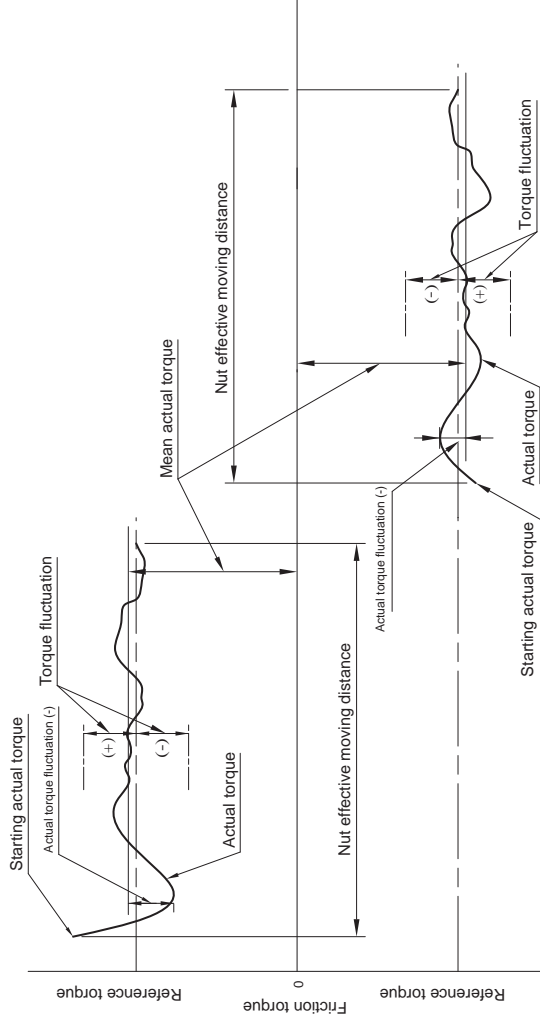 Reference torque
0
Friction torque
Reference torque
Starting actual torque
Actual torque fluctuation (-)
Torque fluctuation
(+)
(-)
Actual torque
Nut effective moving distance
Mean actual torque
Nut effective moving distance
Actual torque fluctuation (-)
(-)
(+)
Torque fluctuation
Starting actual torque
Actual torque